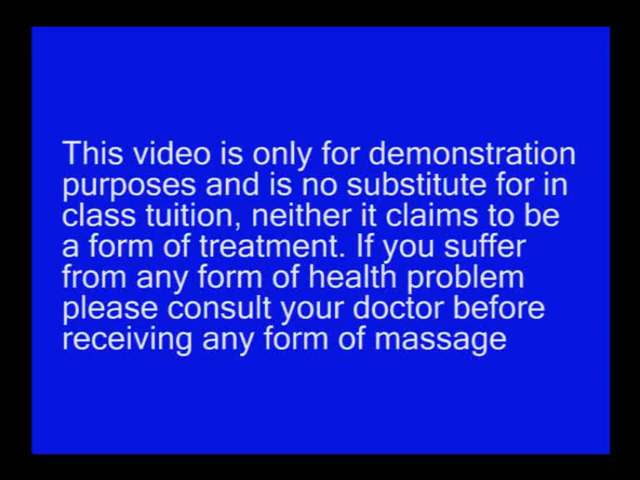 This video is only for demonstration
purposes and is no substitute for in
class tuition, neither it claims to be
a form of treatment. If you suffer
from any form of health problem
please consult your doctor before
receiving any form of massage